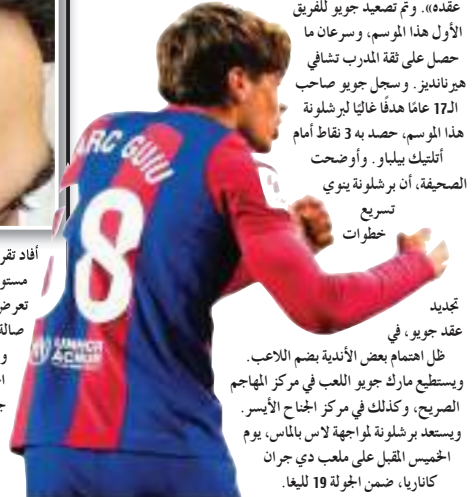 عقده». وتم تصعيد جويو للفريق
الأول هذا الموسم، وسرعان ما
حصل على ثقة المدرب تشافي
هيرنانديز. وسجل جويو صاحب
الـ17 عامًا هدفًا غاليًا لبرشلونة
هذا الموسم، حصد به 3 نقاط أمام
أتلتيك بيلباو. وأوضحت
الصحيفة، أن برشلونة ينوي
تسريع
خطوات
تجديد
عقد جويو، في
ظل اهتمام بعض الأندية بضم اللاعب.
ويستطيع مارك جويو اللعب في مركز المهاجم
الصريح، وكذلك في مركز الجناح الأيسر.
ويستعد برشلونة لمواجهة لاس بالماس، يوم
الخميس المقبل على ملعب دي جران
كاناريا، ضمن الجولة 19 لليغا.
ARC GUIU
8
UNHCR
ACNUR
أفاد تقر
مستو
تعرض
صالة